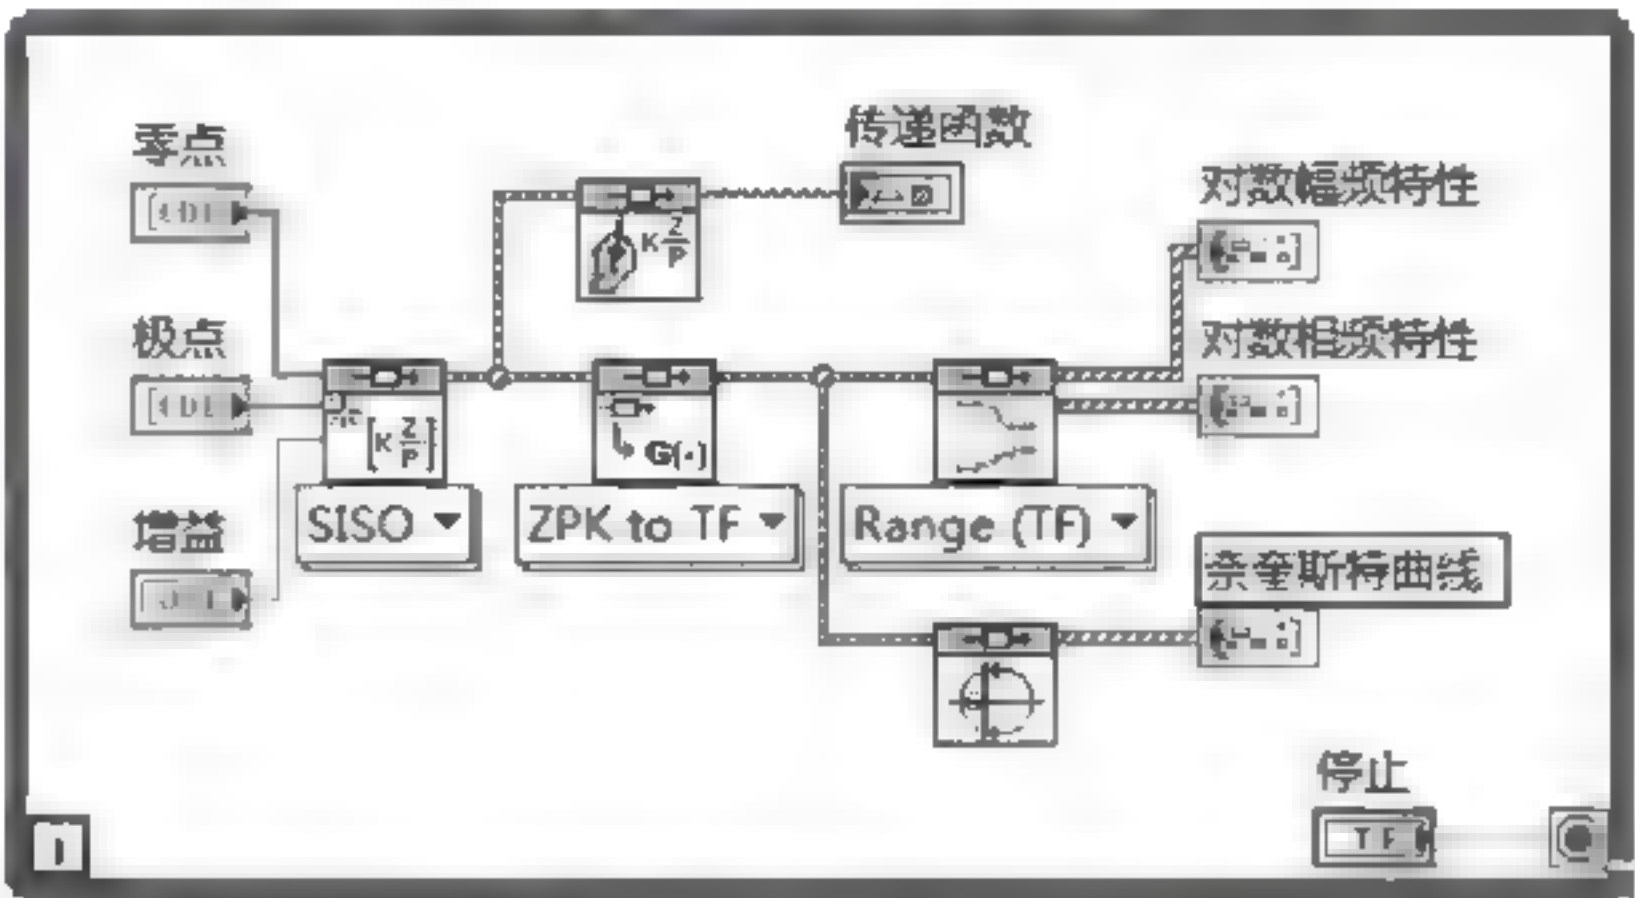 零点
传递函数
对数幅频特性
K Z/P
极点
对数相频特性
[K Z/P]
G(·)
增益
SISO
ZPK to TF
Range (TF)
奈奎斯特曲线
停止
TF